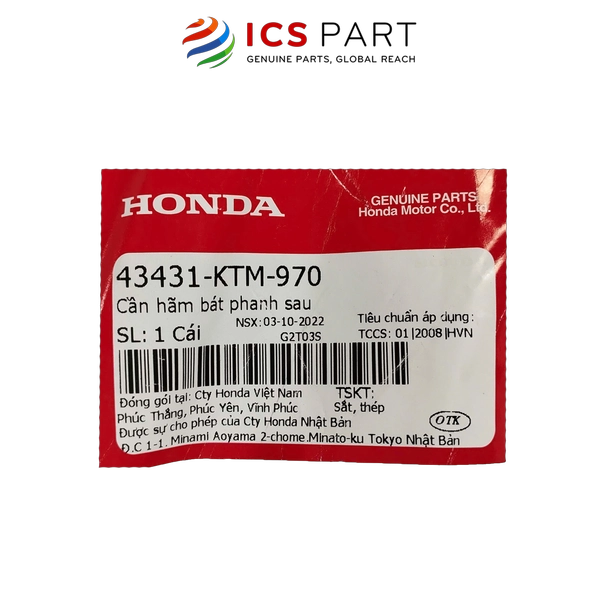 ICS PART
GENUINE PARTS, GLOBAL REACH
HONDA
GENUINE PARTS
Honda Motor Co., Ltd.
43431-KTM-970
Cần hãm bát phanh sau
NSX: 03-10-2022
Tiêu chuẩn áp dụng:
SL: 1 Cái
G2T03S
TCCS: 01|2008|HVN
Đóng gói tại: Cty Honda Việt Nam
TSKT:
Phúc Thắng, Phúc Yên, Vĩnh Phúc
Sắt, thép
Được sự cho phép của Cty Honda Nhật Bản
OTK
Đ.C 1-1. Minami Aoyama 2-chome.Minato-ku Tokyo Nhật Bản